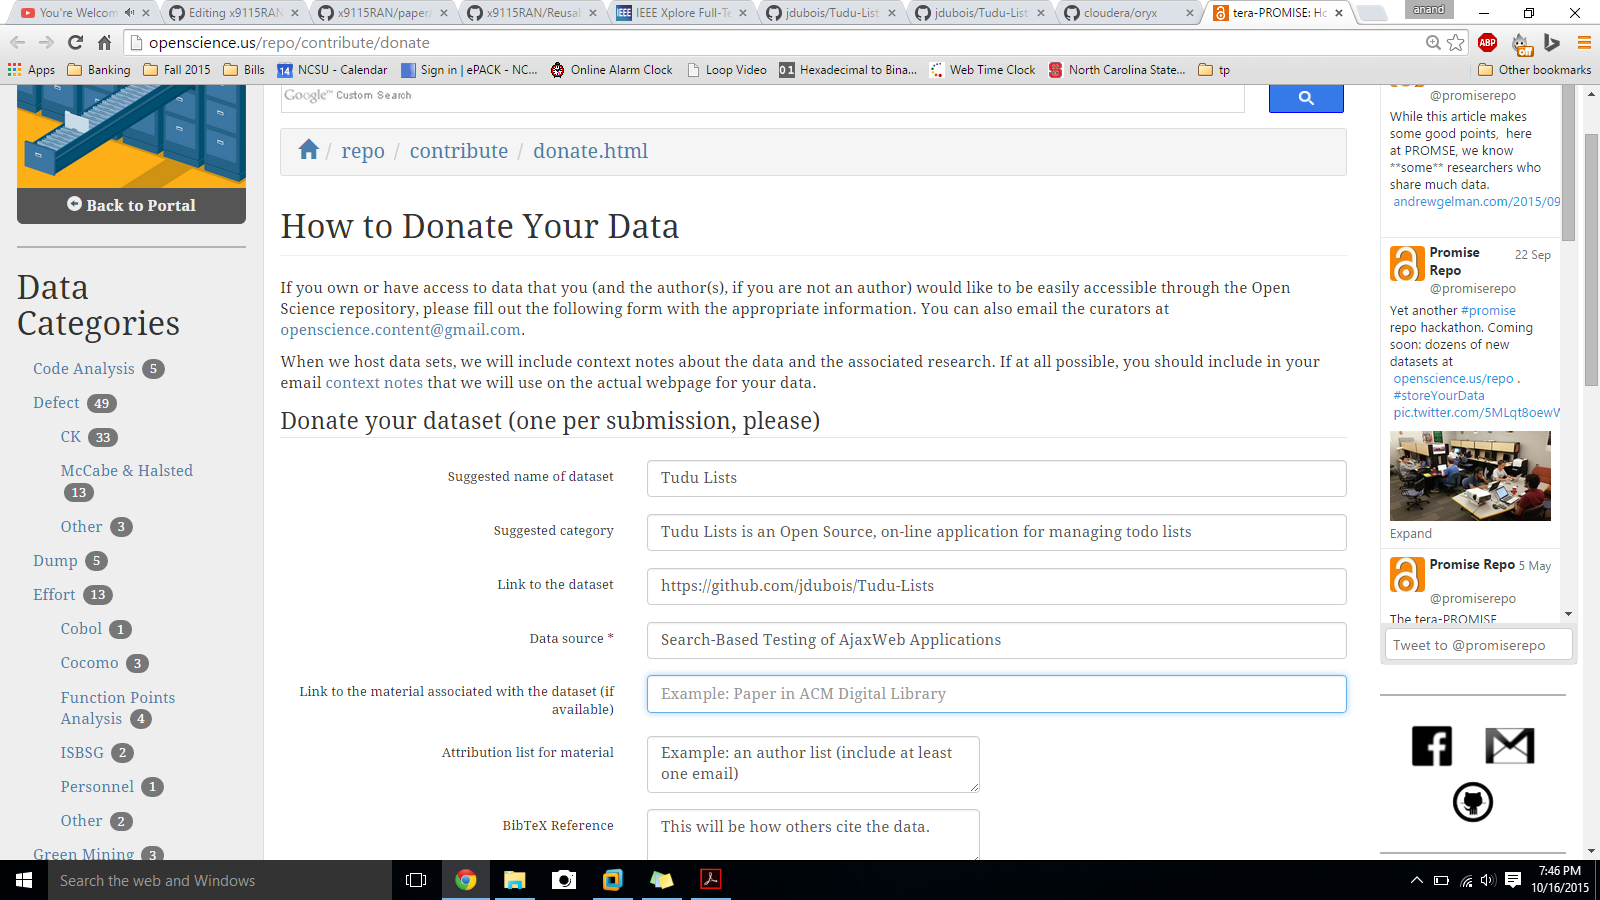 You're Welcom
Editing x9115RAN
x9115RAN/paper/
x9115RAN/Reusal
IEEE Xplore Full-Te
jdubois/Tudu-List
jdubois/Tudu-List
cloudera/oryx
tera-PROMISE: Ho
anand
openscience.us/repo/contribute/donate
ABP
Off
Apps
Banking
Fall 2015
Bills
14
NCSU - Calendar
Sign in | ePACK - NC...
Online Alarm Clock
Loop Video
0 1
Hexadecimal to Bina...
Web Time Clock
North Carolina State...
tp
Other bookmarks
Back to Portal
Data
Categories
Code Analysis 5
Defect 49
CK 33
McCabe & Halsted
13
Other 3
Dump 5
Effort 13
Cobol 1
Cocomo 3
Function Points
Analysis 4
ISBSG 2
Personnel 1
Other 2
Green Mining 3
Google™ Custom Search
/ repo / contribute / donate.html
How to Donate Your Data
If you own or have access to data that you (and the author(s), if you are not an author) would like to be easily accessible through the Open
Science repository, please fill out the following form with the appropriate information. You can also email the curators at
openscience.content@gmail.com.
When we host data sets, we will include context notes about the data and the associated research. If at all possible, you should include in your
email context notes that we will use on the actual webpage for your data.
Donate your dataset (one per submission, please)
Suggested name of dataset
Tudu Lists
Suggested category
Tudu Lists is an Open Source, on-line application for managing todo lists
Link to the dataset
https://github.com/jdubois/Tudu-Lists
Data source *
Search-Based Testing of AjaxWeb Applications
Link to the material associated with the dataset (if
available)
Example: Paper in ACM Digital Library
Attribution list for material
Example: an author list (include at least
one email)
BibTeX Reference
This will be how others cite the data.
@promiserepo
While this article makes
some good points, here
at PROMSE, we know
**some** researchers who
share much data.
andrewgelman.com/2015/09
Promise
Repo
22 Sep
@promiserepo
Yet another #promise
repo hackathon. Coming
soon: dozens of new
datasets at
openscience.us/repo .
#storeYourData
pic.twitter.com/5MLqt8oewW
Expand
Promise Repo 5 May
@promiserepo
The tera-PROMISE
Tweet to @promiserepo
Search the web and Windows
7:46 PM
10/16/2015